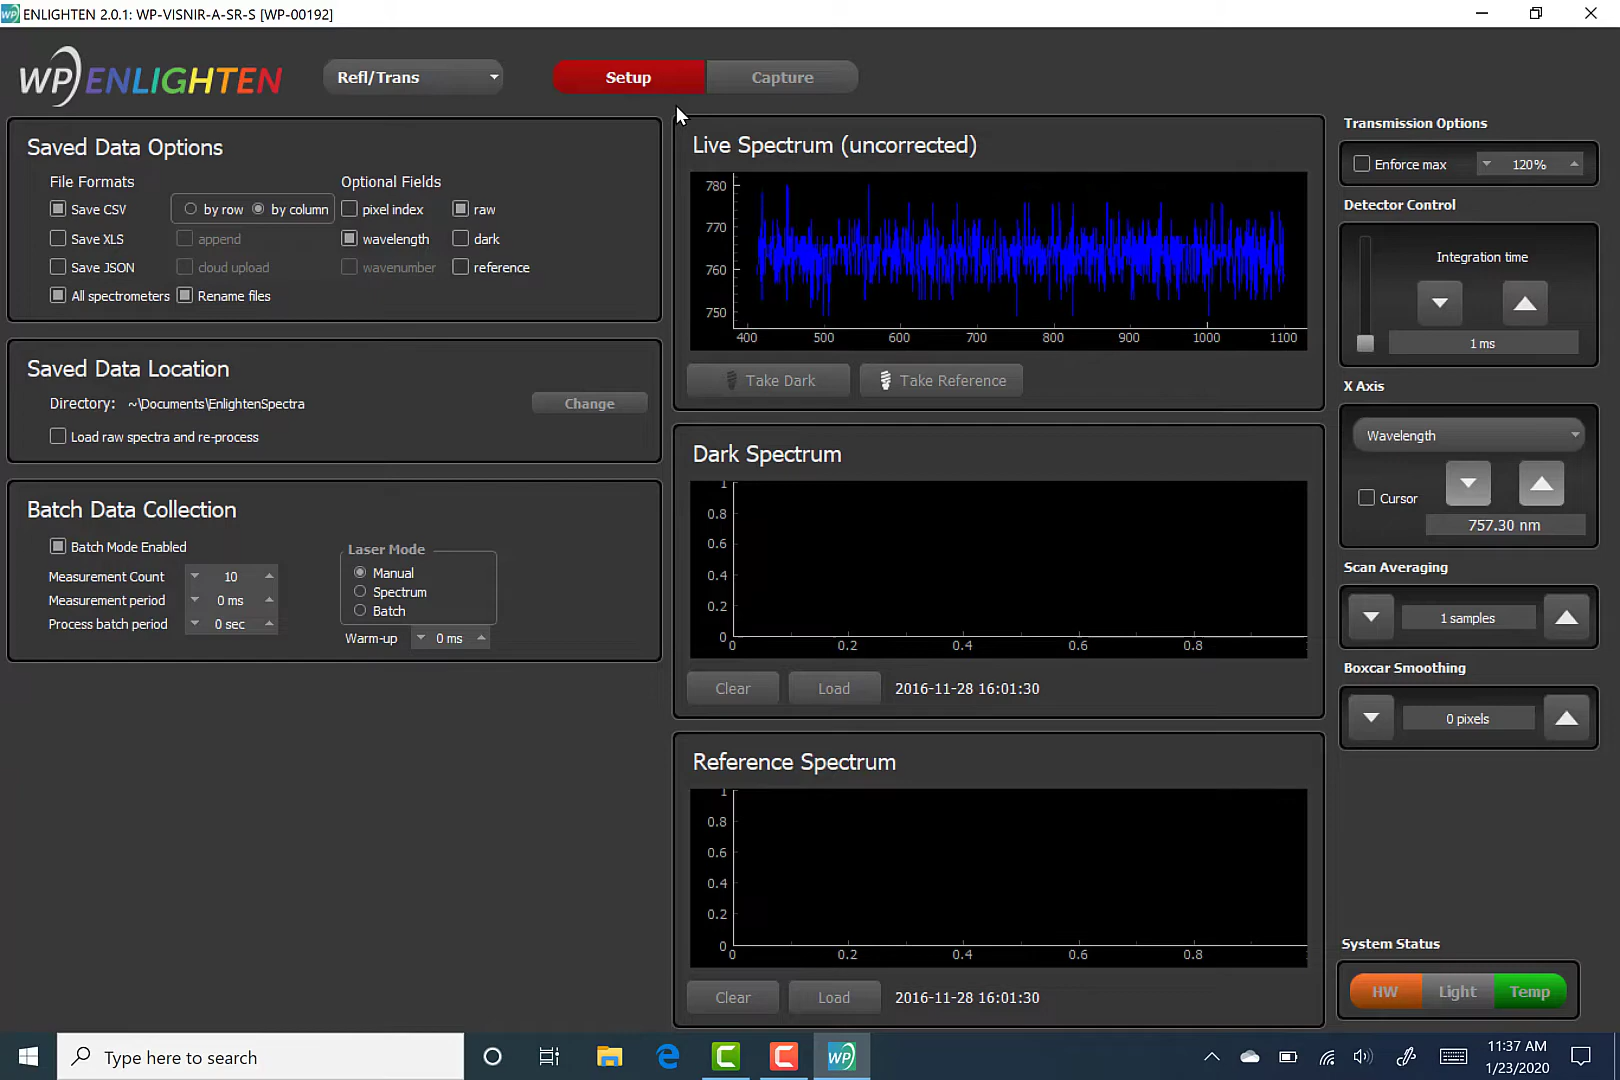 ENLIGHTEN 2.0.1: WP-VISNIR-A-SR-S [WP-00192]
WP ENLIGHTEN
Refl/Trans
Setup
Capture
Saved Data Options
File Formats
Optional Fields
Save CSV
by row
by column
pixel index
raw
Save XLS
append
wavelength
dark
Save JSON
cloud upload
wavenumber
reference
All spectrometers
Rename files
Saved Data Location
Directory: ~\Documents\EnlightenSpectra
Change
Load raw spectra and re-process
Batch Data Collection
Batch Mode Enabled
Measurement Count 10
Measurement period 0 ms
Process batch period 0 sec
Laser Mode
Manual
Spectrum
Batch
Warm-up 0 ms
Live Spectrum (uncorrected)
780
770
760
750
400 500 600 700 800 900 1000 1100
Take Dark
Take Reference
Dark Spectrum
1
0.8
0.6
0.4
0.2
0
0 0.2 0.4 0.6 0.8
Clear
Load
2016-11-28 16:01:30
Reference Spectrum
1
0.8
0.6
0.4
0.2
0
0 0.2 0.4 0.6 0.8
Clear
Load
2016-11-28 16:01:30
Transmission Options
Enforce max
120%
Detector Control
Integration time
1 ms
X Axis
Wavelength
Cursor
757.30 nm
Scan Averaging
1 samples
Boxcar Smoothing
0 pixels
System Status
HW
Light
Temp
Type here to search
WP
11:37 AM
1/23/2020